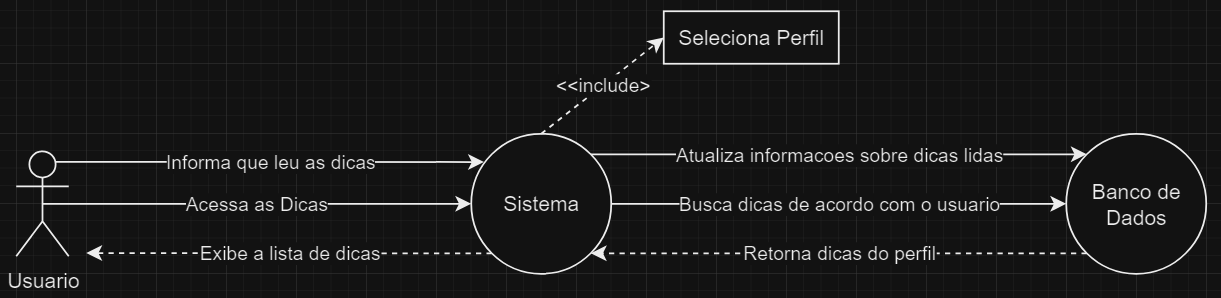 Seleciona Perfil
<<include>
Informa que leu as dicas
Atualiza informacoes sobre dicas lidas
Acessa as Dicas
Sistema
Busca dicas de acordo com o usuario
Banco de
Dados
Exibe a lista de dicas
Retorna dicas do perfil
Usuario